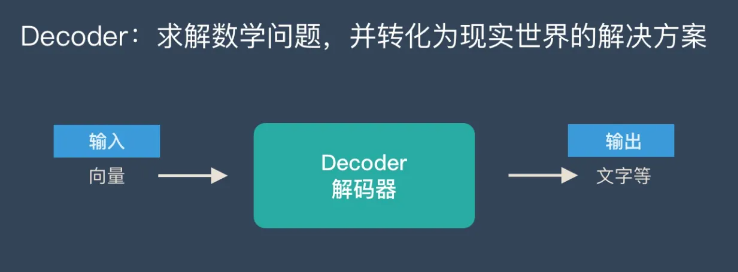 Decoder：求解数学问题，并转化为现实世界的解决方案
输入
向量
Decoder
解码器
输出
文字等